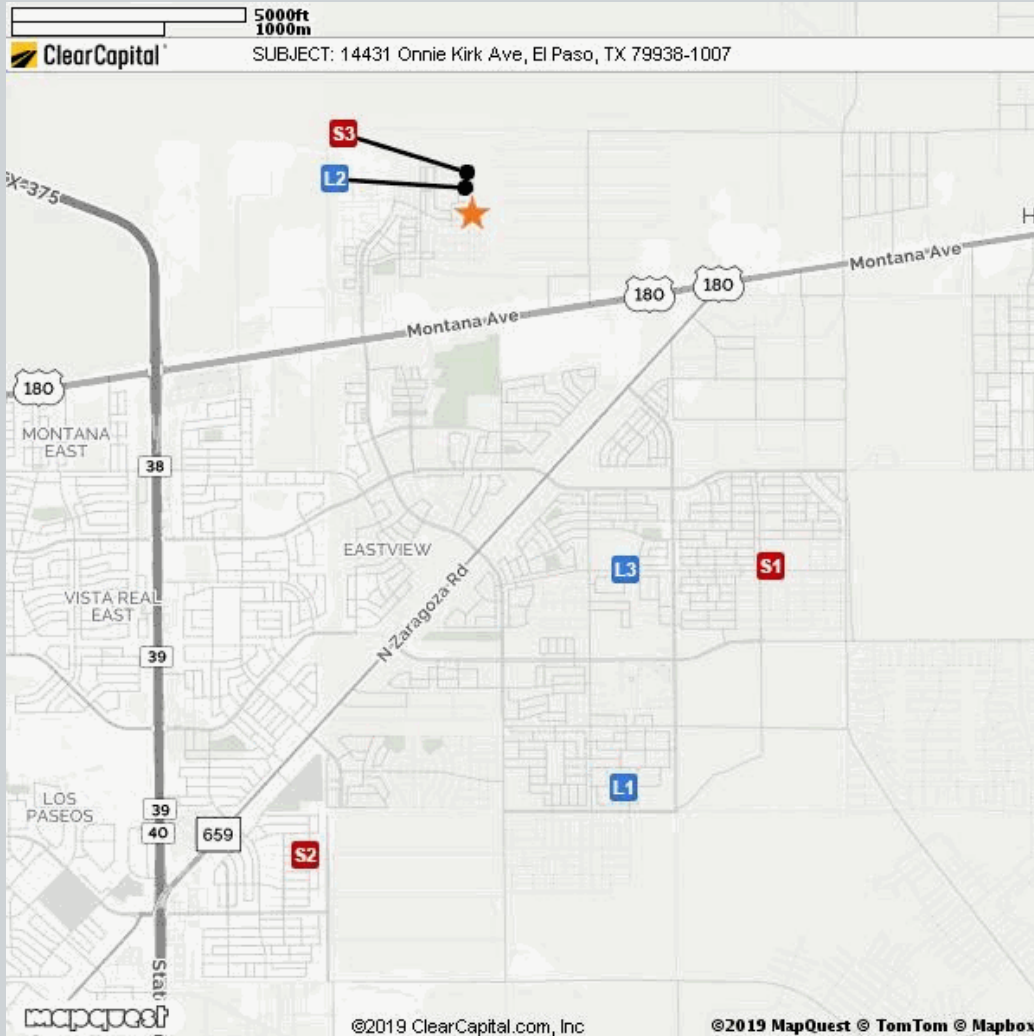 5000ft
1000m
ClearCapital
SUBJECT: 14431 Onnie Kirk Ave, El Paso, TX 79938-1007
S3
L2
TX-375
H
Montana Ave
180
180
Montana Ave
180
MONTANA
EAST
38
EASTVIEW
L3
S1
VISTA REAL
EAST
N Zaragoza Rd
39
L1
LOS
PASEOS
39
40
659
S2
Stat
mapquest
©2019 ClearCapital.com, Inc
©2019 MapQuest © TomTom © Mapbox